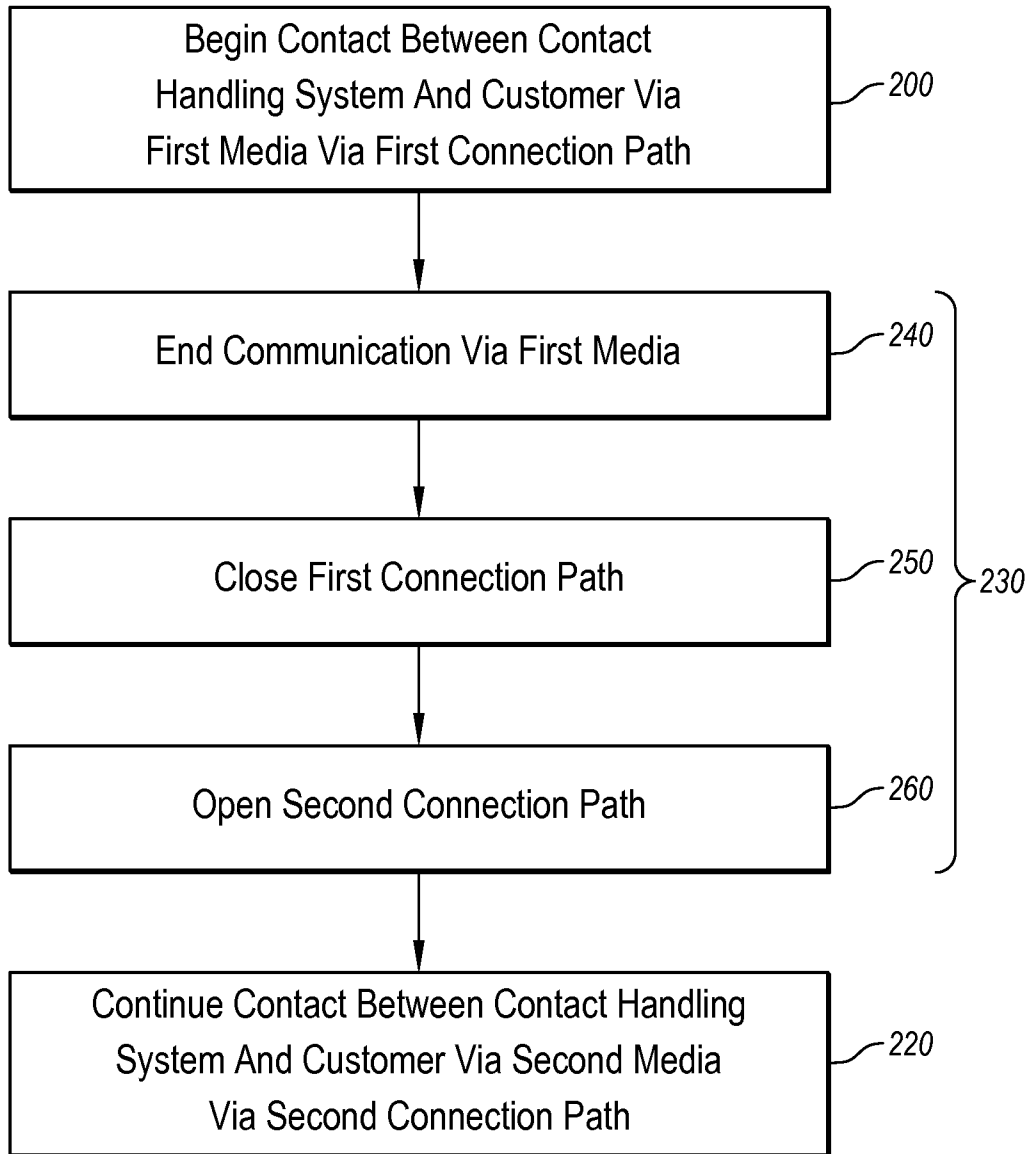 Begin Contact Between Contact
Handling System And Customer Via
First Media Via First Connection Path
200
End Communication Via First Media
240
Close First Connection Path
250
230
Open Second Connection Path
260
Continue Contact Between Contact Handling
System And Customer Via Second Media
Via Second Connection Path
220